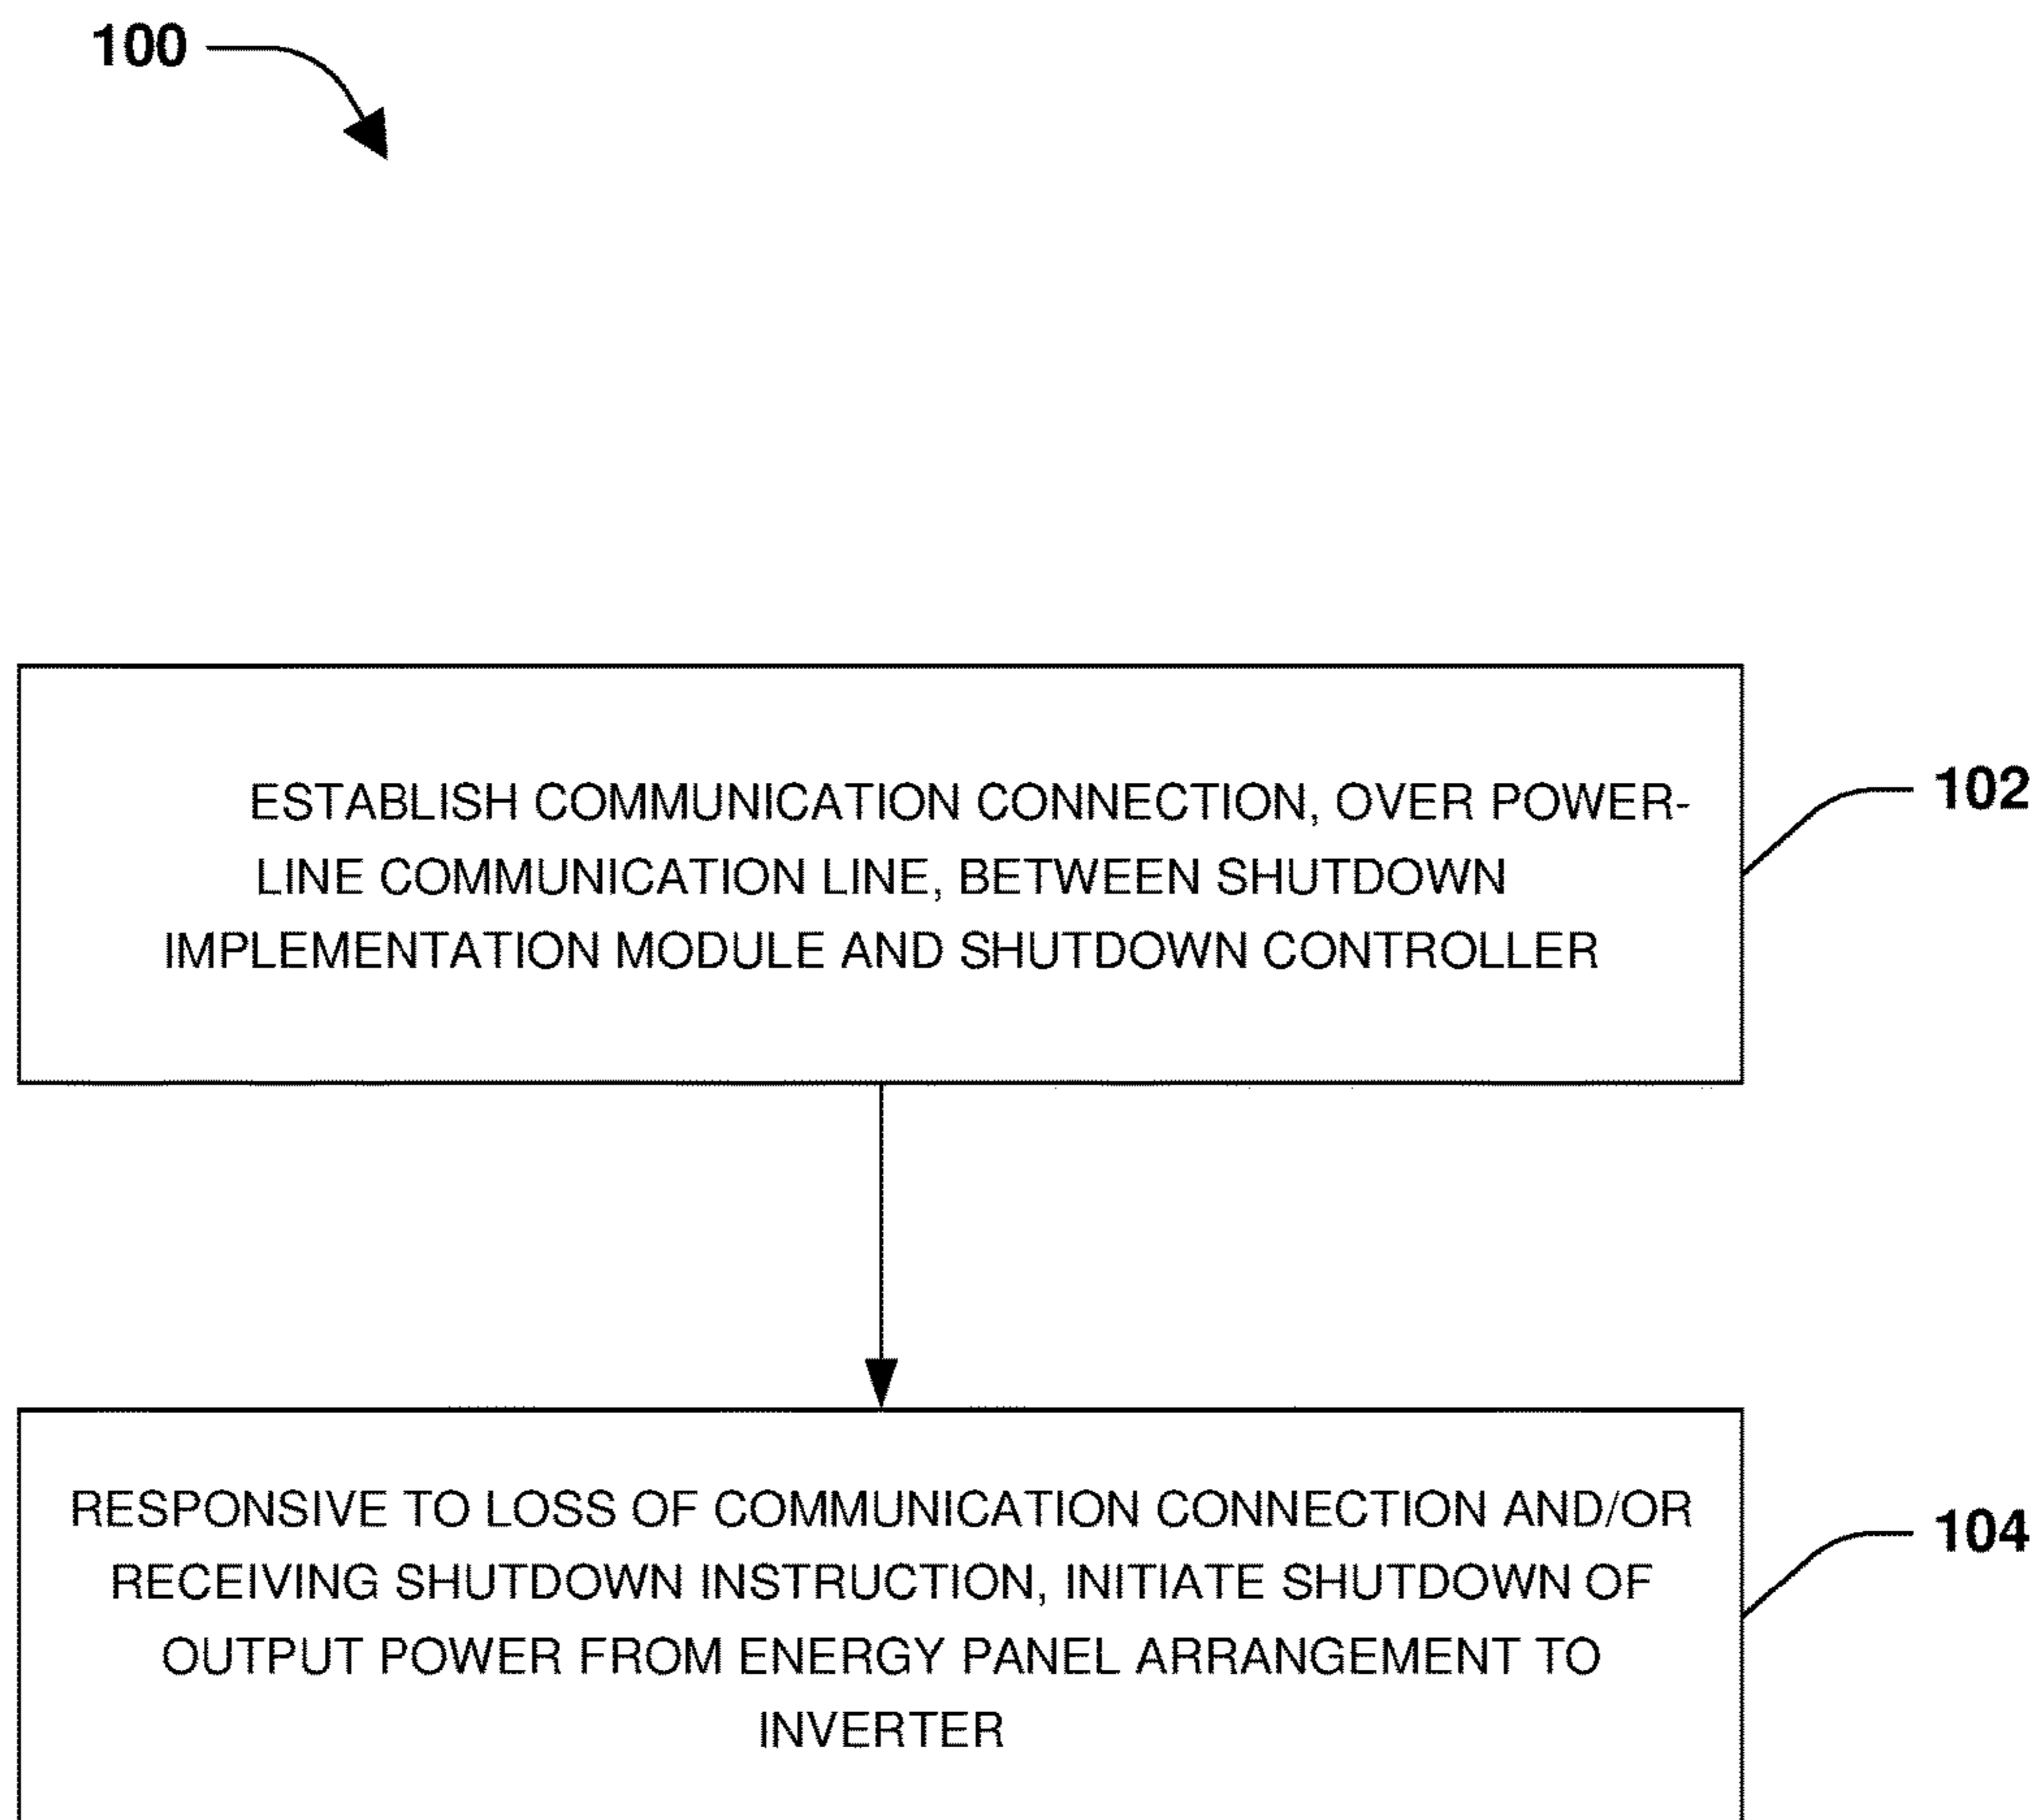 100
ESTABLISH COMMUNICATION CONNECTION, OVER POWER-
LINE COMMUNICATION LINE, BETWEEN SHUTDOWN
IMPLEMENTATION MODULE AND SHUTDOWN CONTROLLER
102
RESPONSIVE TO LOSS OF COMMUNICATION CONNECTION AND/OR
RECEIVING SHUTDOWN INSTRUCTION, INITIATE SHUTDOWN OF
OUTPUT POWER FROM ENERGY PANEL ARRANGEMENT TO
INVERTER
104